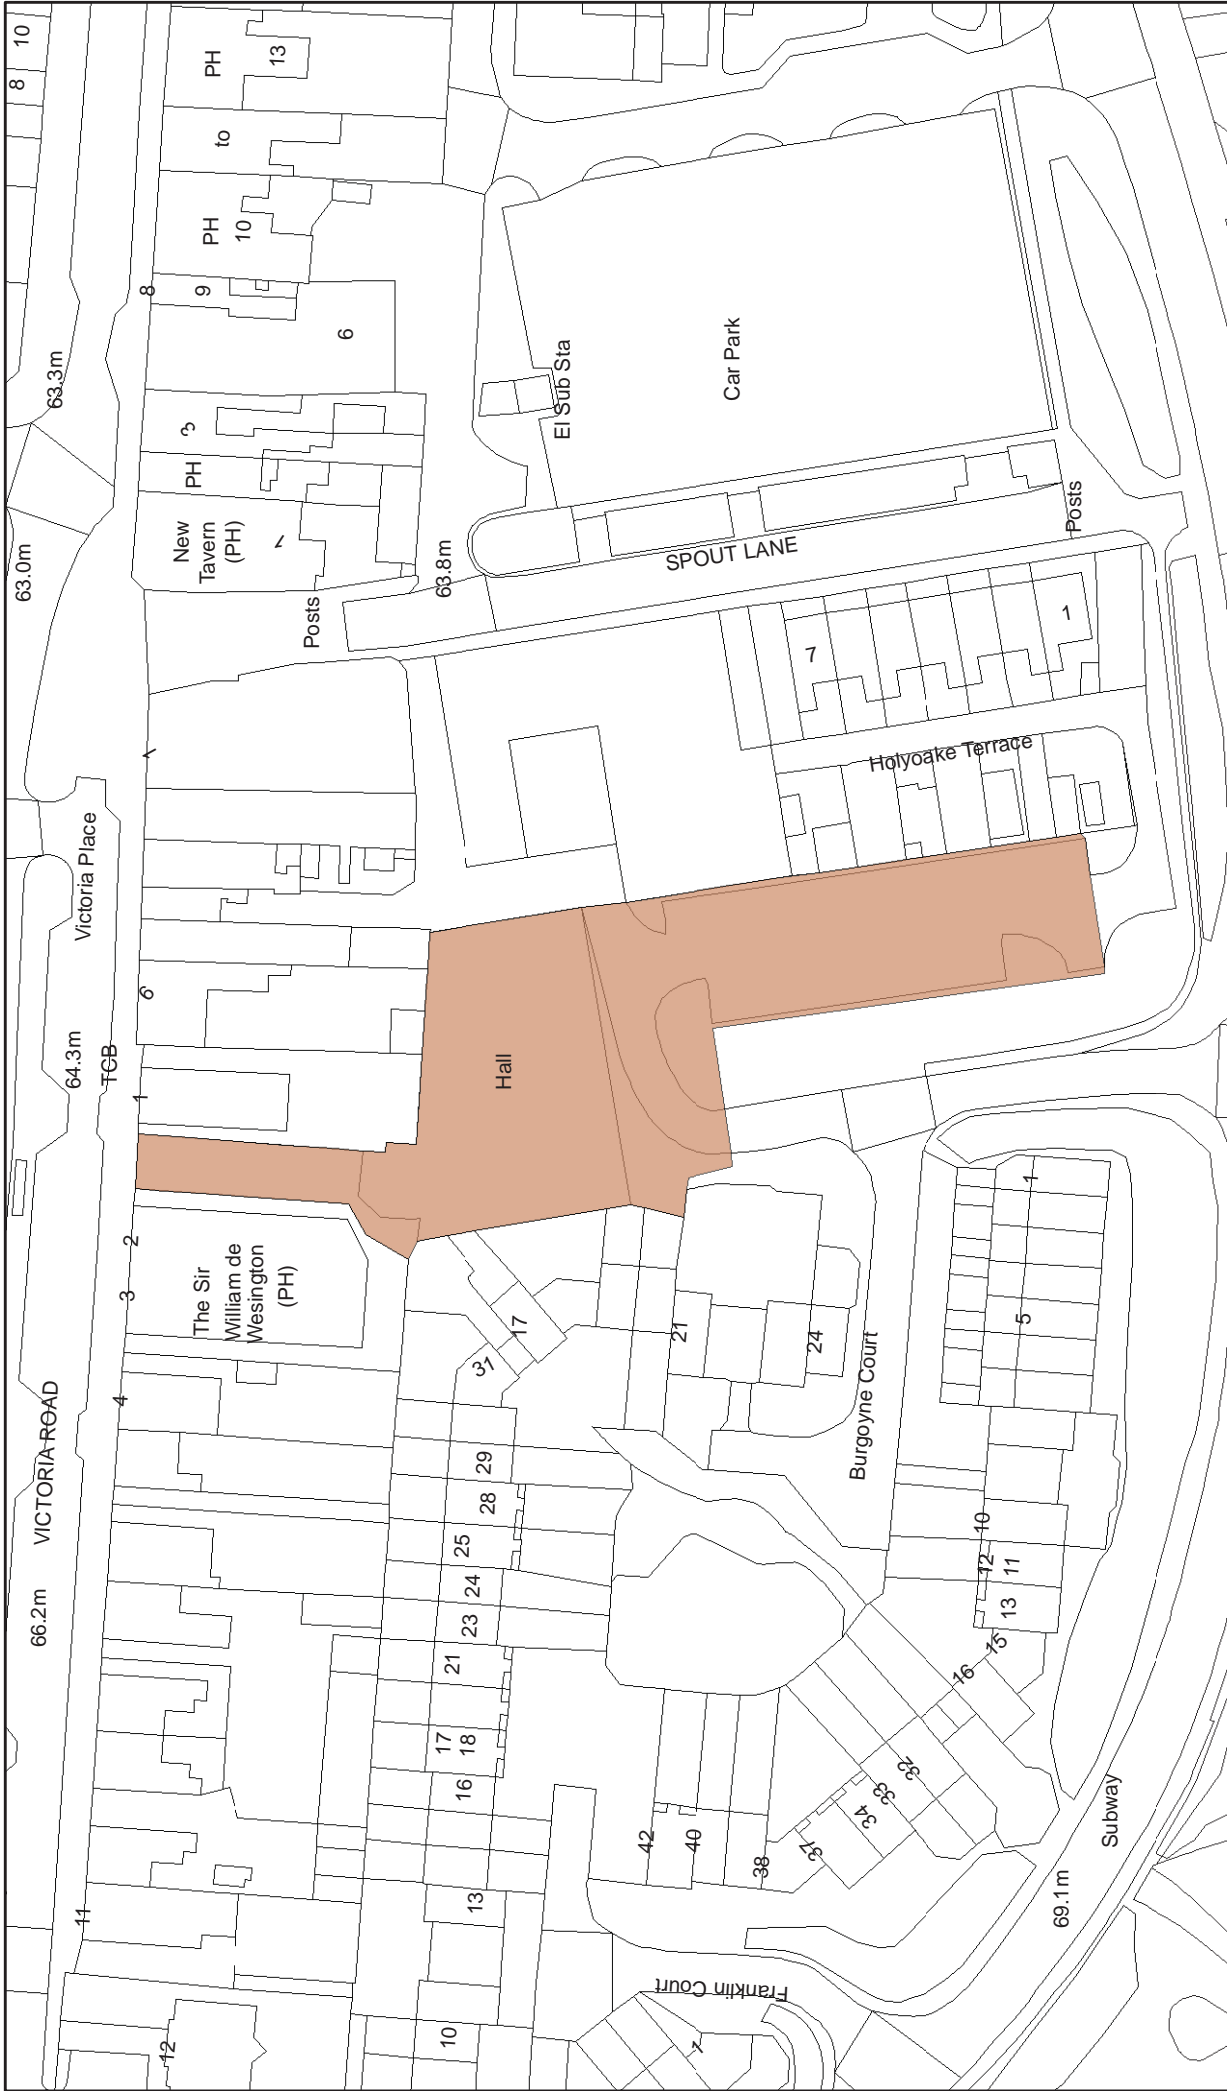 10
8
PH
13
to
PH
10
8
9
6
63.3m
3
PH
New
Tavern
(PH)
1
63.0m
Posts
63.8m
El Sub Sta
Car Park
SPOUT LANE
Posts
7
1
Holyoake Terrace
1
Victoria Place
6
64.3m
TCB
1
Hall
2
3
The Sir
William de
Wesington
(PH)
4
VICTORIA ROAD
66.2m
17
31
29
28
25
24
23
21
17
18
16
13
10
11
12
21
24
Burgoyne Court
1
5
10
12
11
13
15
16
32
33
34
37
38
40
42
Subway
69.1m
Franklin Court
1